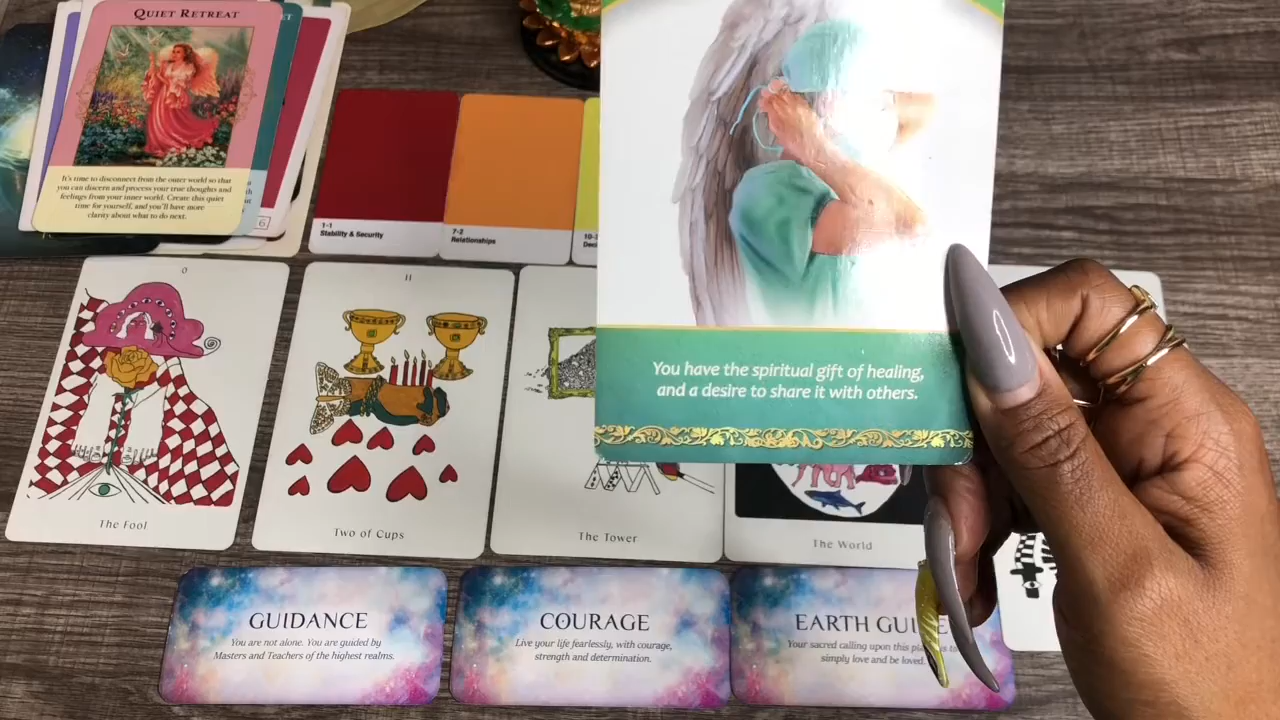 QUIET RETREAT
It's time to disconnect from the outer world so that
you can discern and process your true thoughts and
feelings from your inner world. Create this quiet
time for yourself, and you'll have more
clarity about what to do next.
6
1-1
Stability & Security
7-2
Relationships
10-
You have the spiritual gift of healing,
and a desire to share it with others.
0
The Fool
II
Two of Cups
The Tower
The World
GUIDANCE
You are not alone. You are guided by
Masters and Teachers of the highest realms.
COURAGE
Live your life fearlessly, with courage,
strength and determination.
EARTH
Your sacred calling upon this
simply love and be loved.